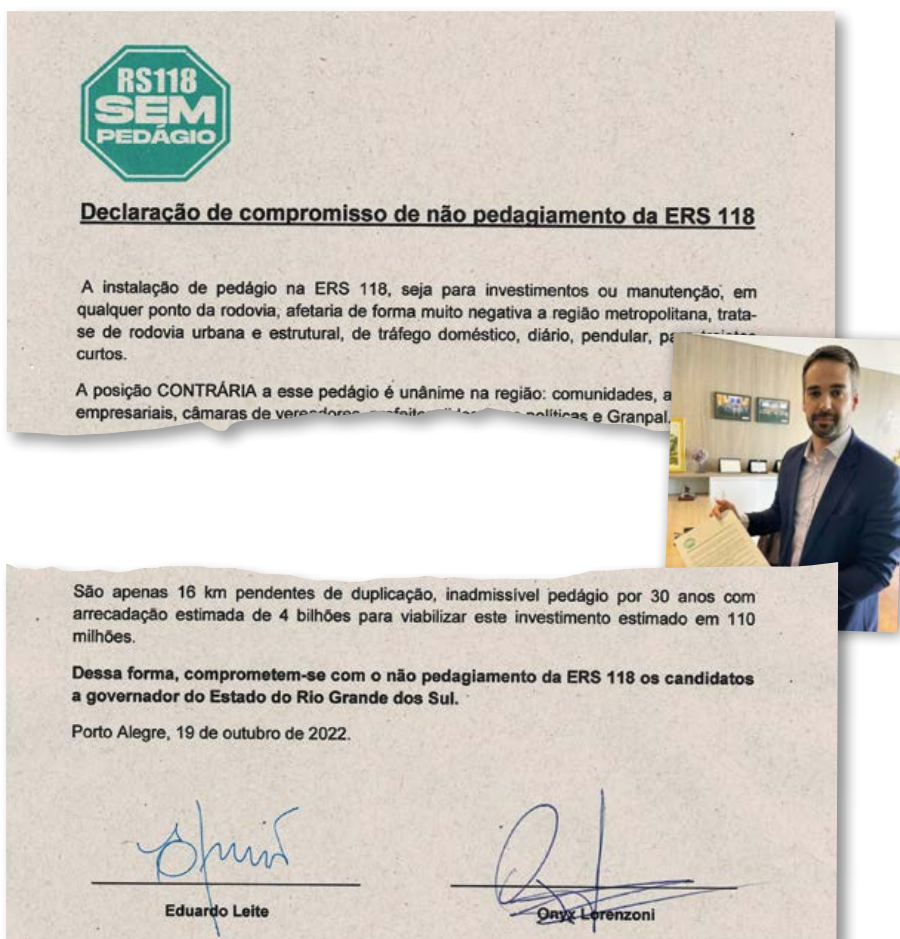 RS118
SEM
PEDÁGIO
Declaração de compromisso de não pedagiamento da ERS 118
A instalação de pedágio na ERS 118, seja para investimentos ou manutenção, em
qualquer ponto da rodovia, afetaria de forma muito negativa a região metropolitana, trata-
se de rodovia urbana e estrutural, de tráfego doméstico, diário, pendular,
curtos.
A posição CONTRÁRIA a esse pedágio é unânime na região: comunidades, a
empresariais, câmaras de vereadores, políticas e Granpal,
São apenas 16 km pendentes de duplicação, inadmissível pedágio por 30 anos com
arrecadação estimada de 4 bilhões para viabilizar este investimento estimado em 110
milhões.
Dessa forma, comprometem-se com o não pedagiamento da ERS 118 os candidatos
a governador do Estado do Rio Grande dos Sul.
Porto Alegre, 19 de outubro de 2022.
Eduardo Leite
Onyx Lorenzoni